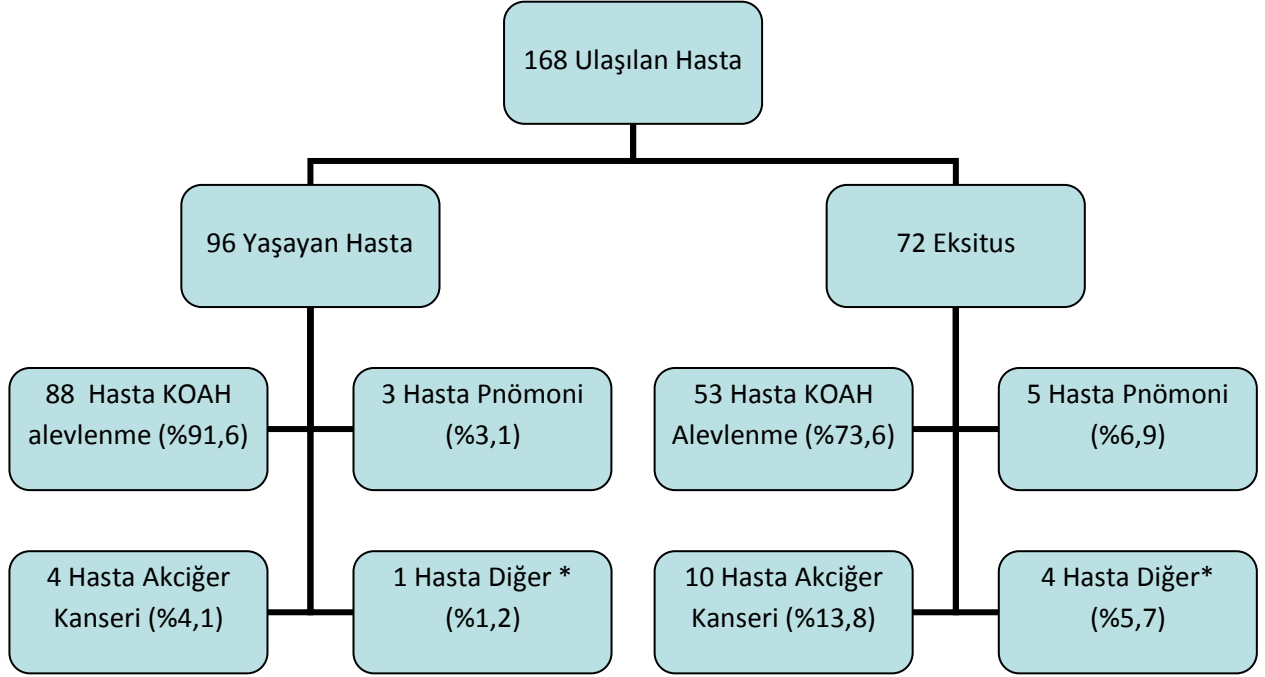 168 Ulaşılan Hasta
96 Yaşayan Hasta
72 Eksitus
88  Hasta KOAH
alevlenme (%91,6)
3 Hasta Pnömoni
(%3,1)
53 Hasta KOAH
Alevlenme (%73,6)
5 Hasta Pnömoni
(%6,9)
4 Hasta Akciğer
Kanseri (%4,1)
1 Hasta Diğer *
(%1,2)
10 Hasta Akciğer
Kanseri (%13,8)
4 Hasta Diğer*
(%5,7)